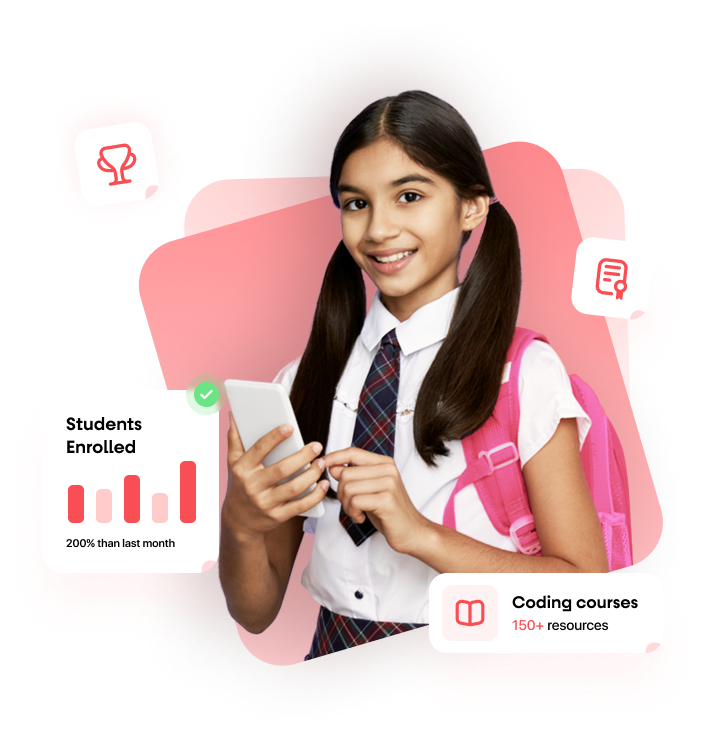 Students
Enrolled
200% than last month
Coding courses
150+ resources